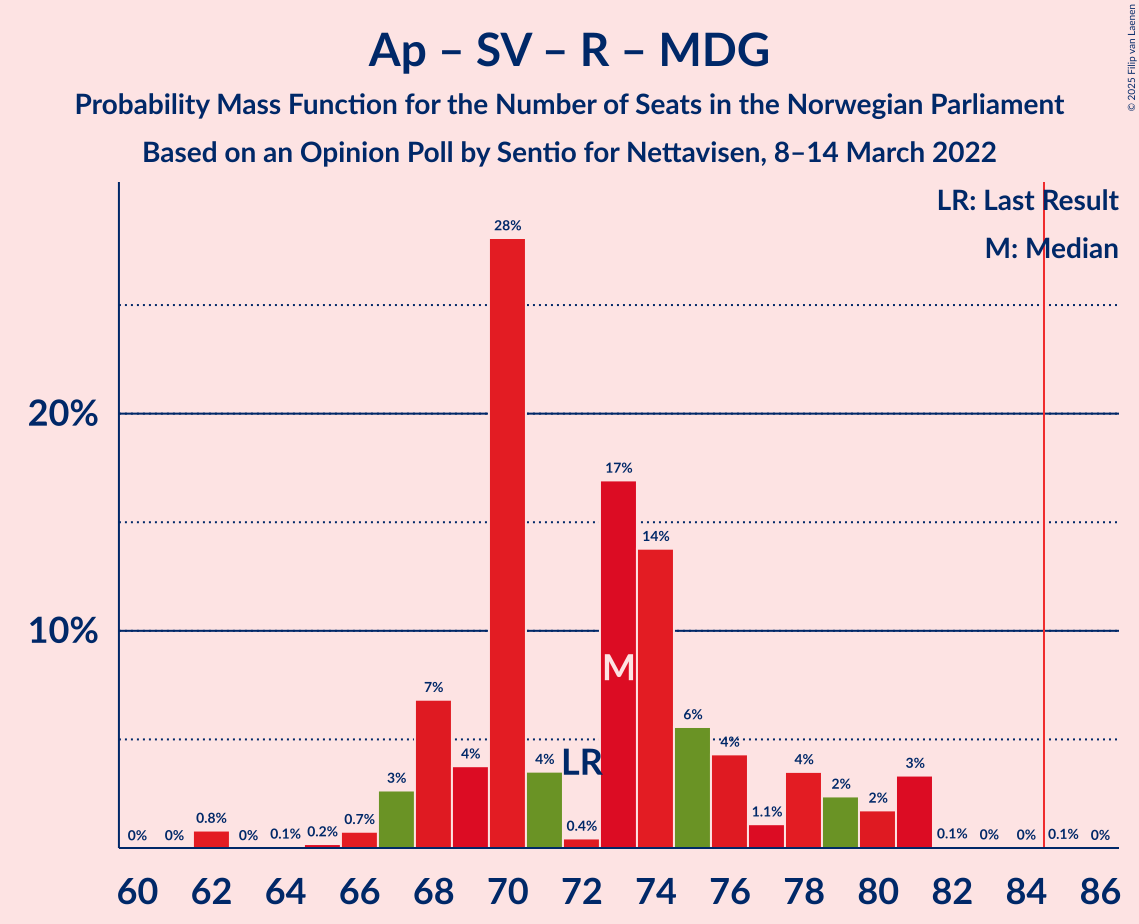 Ap – SV – R – MDG
Probability Mass Function for the Number of Seats in the Norwegian Parliament
Based on an Opinion Poll by Sentio for Nettavisen, 8–14 March 2022
© 2025 Filip van Laenen
LR: Last Result
M: Median
20%
10%
0% 0% 0.8% 0% 0.1% 0.2% 0.7% 3% 7% 4% 28% 4% 0.4% 17% 14% 6% 4% 1.1% 4% 2% 2% 3% 0.1% 0% 0% 0.1% 0%
LR
M
60 62 64 66 68 70 72 74 76 78 80 82 84 86